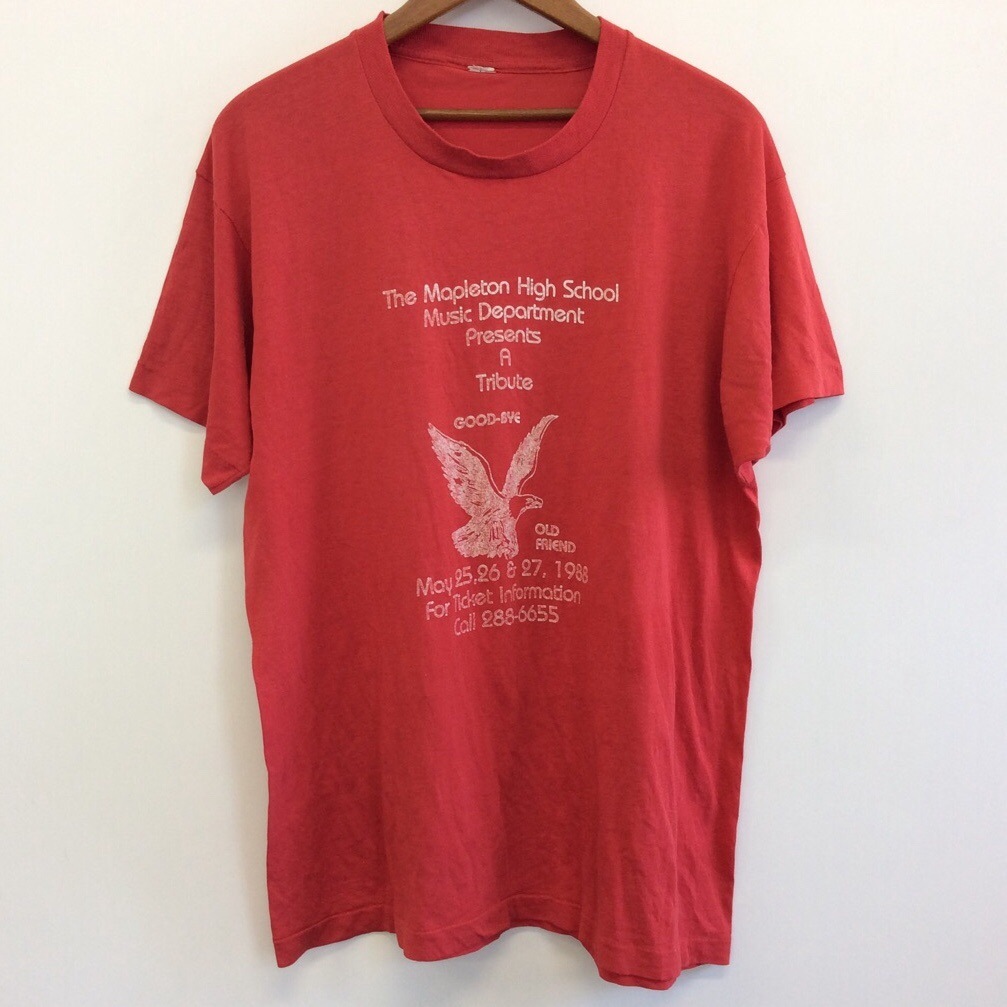 The Mapleton High School
Music Department
Presents
A
Tribute
GOOD-BYE
OLD
FRIEND
May 25,26 & 27, 1988
For Ticket Information
Call 288-6655